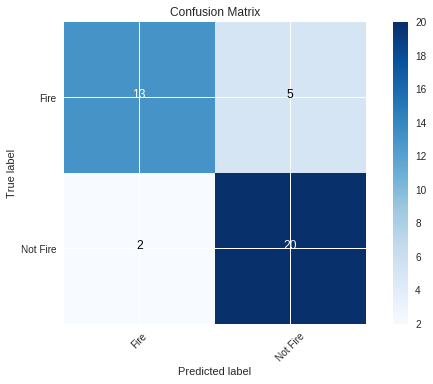 Confusion Matrix
Fire
13
5
Not Fire
2
20
True label
Fire
Not Fire
Predicted label
20
18
16
14
12
10
8
6
4
2